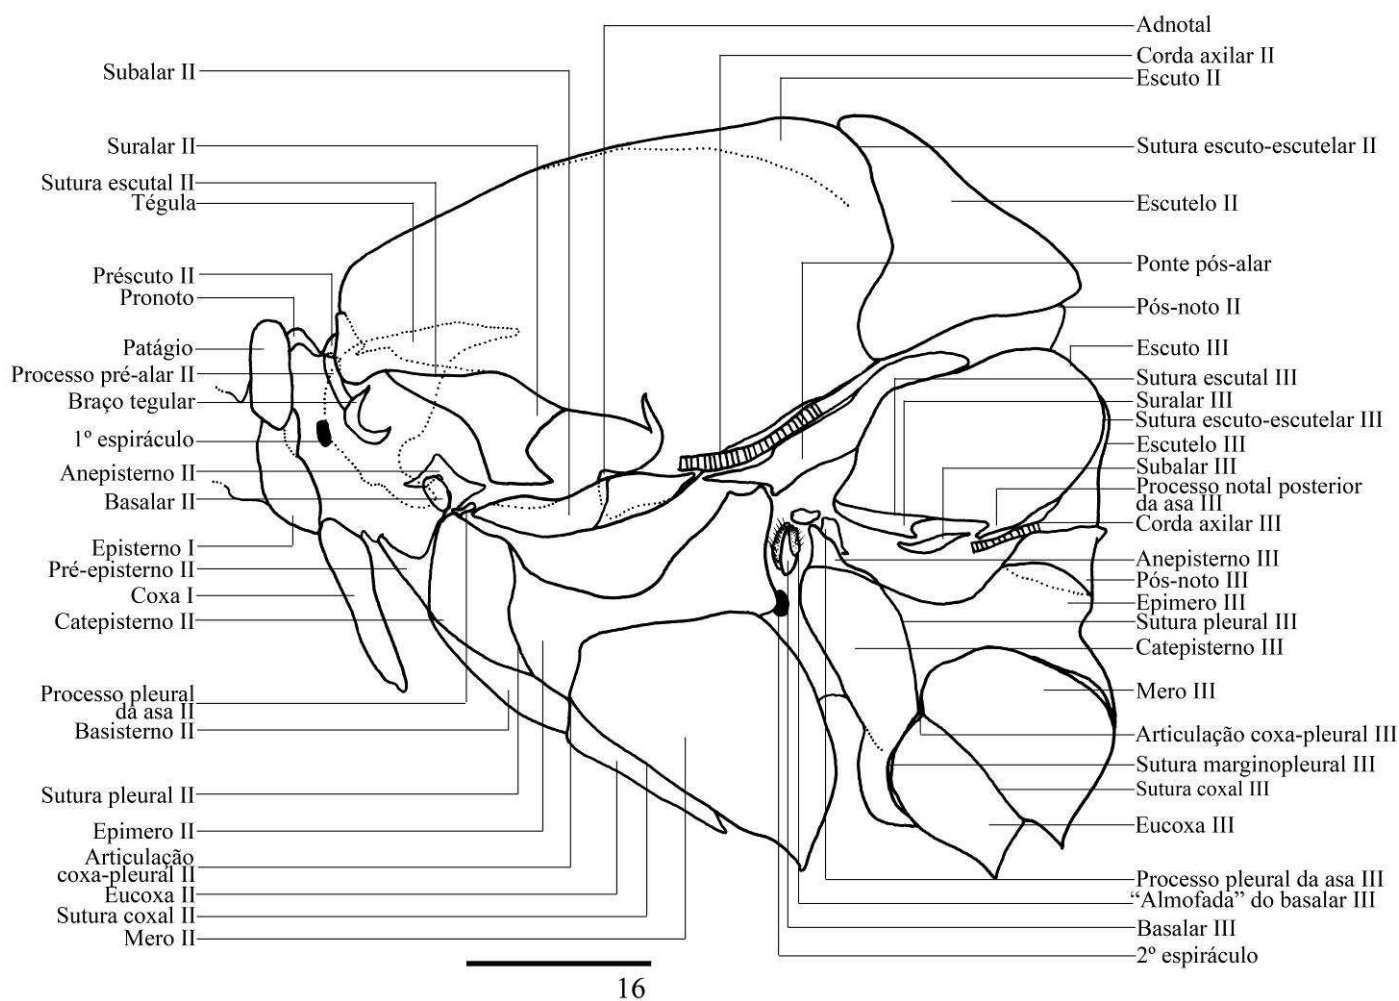 Subalar II
Suralar II
Sutura escutal II
Tégula
Préscuto II
Pronoto
Patágio
Processo pré-alar II
Braço tegular
1º espiráculo
Anepisterno II
Basalar II
Episterno I
Pré-episterno II
Coxa I
Catepisterno II
Processo pleural
da asa II
Basisterno II
Sutura pleural II
Epimero II
Articulação
coxa-pleural II
Eucoxa II
Sutura coxal II
Mero II
Adnotal
Corda axilar II
Escuto II
Sutura escuto-escutelar II
Escutelo II
Ponte pós-alar
Pós-noto II
Escuto III
Sutura escutal III
Suralar III
Sutura escuto-escutelar III
Escutelo III
Subalar III
Processo notal posterior
da asa III
Corda axilar III
Anepisterno III
Pós-noto III
Epimero III
Sutura pleural III
Catepisterno III
Mero III
Articulação coxa-pleural III
Sutura marginopleural III
Sutura coxal III
Eucoxa III
Processo pleural da asa III
“Almofada” do basalar III
Basalar III
2º espiráculo
16